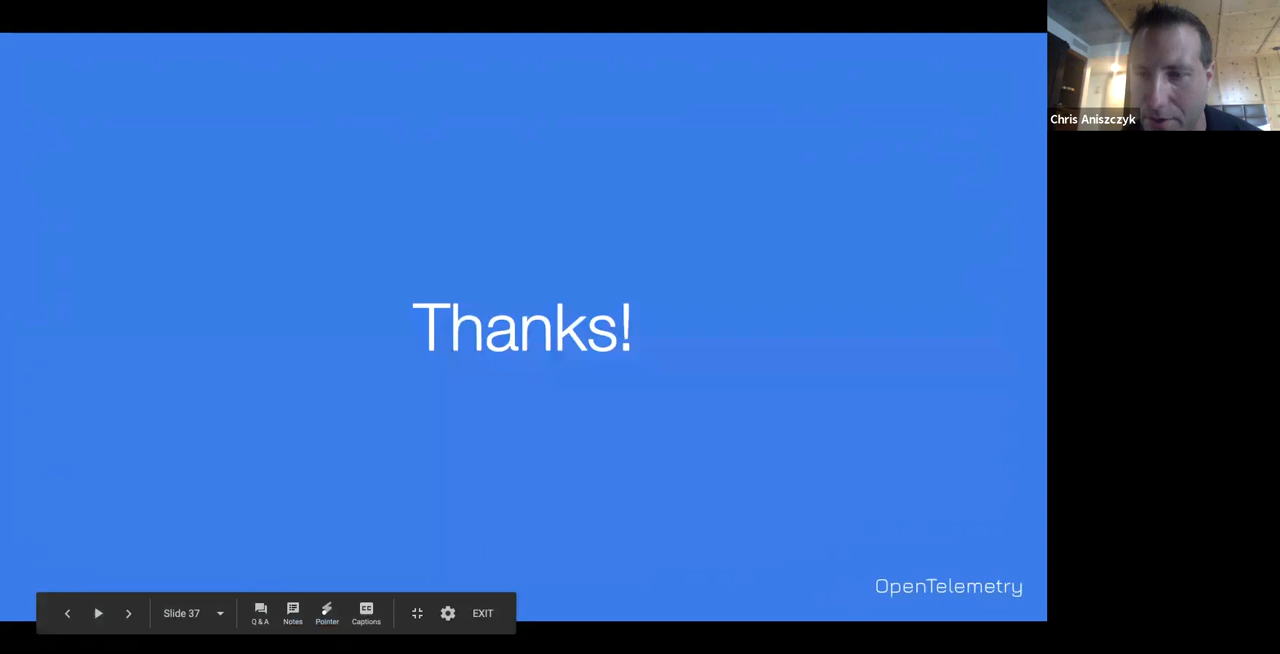 Chris Aniszczyk
Thanks!
OpenTelemetry
Slide 37
Q & A
Notes
Pointer
Captions
EXIT